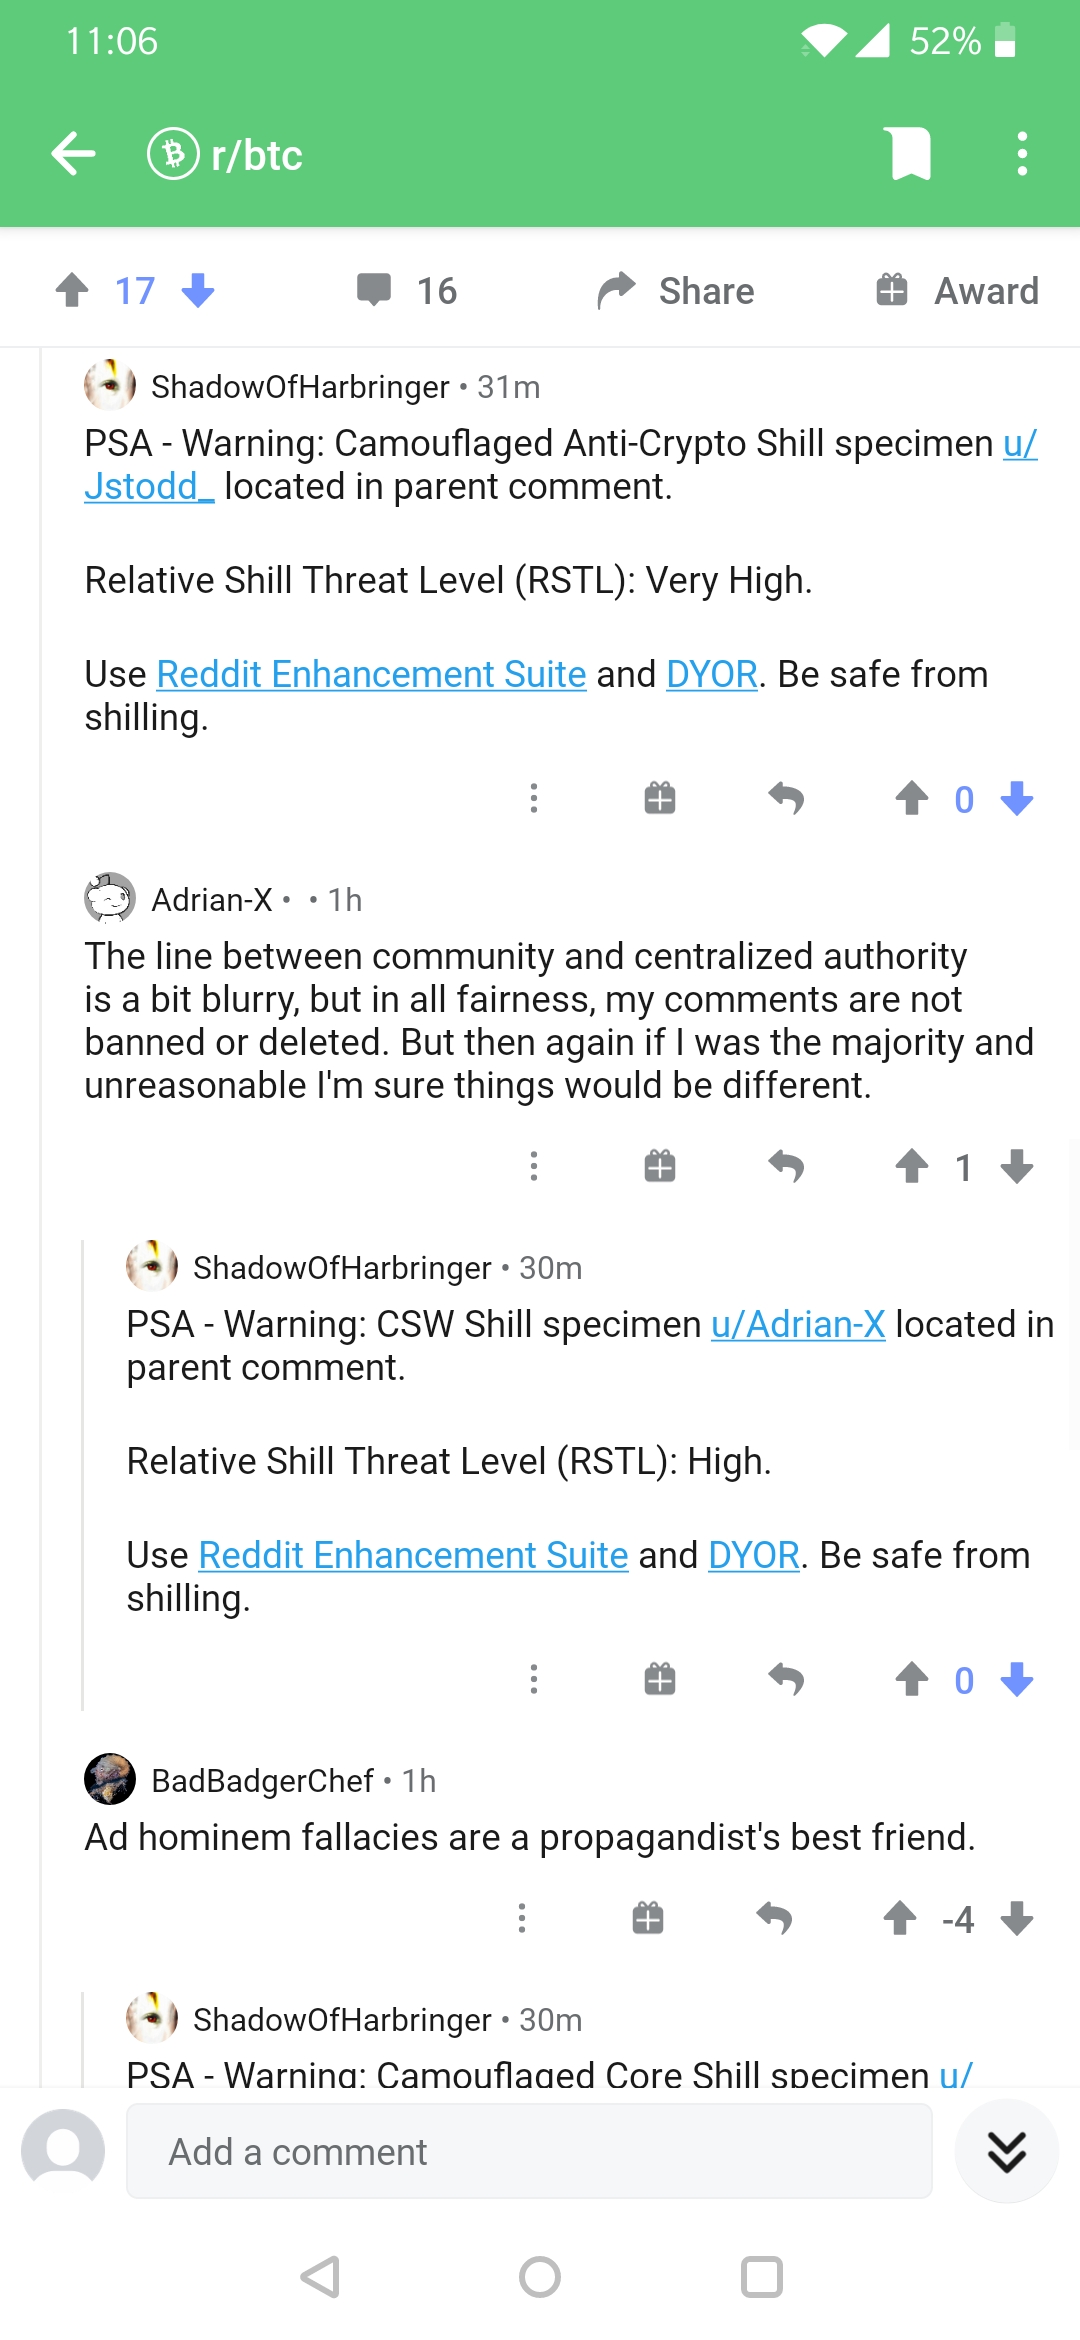 11:06
52%
r/btc
17
16
Share
Award
ShadowOfHarbringer • 31m
PSA - Warning: Camouflaged Anti-Crypto Shill specimen u/
Jstodd_ located in parent comment.
Relative Shill Threat Level (RSTL): Very High.
Use Reddit Enhancement Suite and DYOR. Be safe from
shilling.
0
Adrian-X • • 1h
The line between community and centralized authority
is a bit blurry, but in all fairness, my comments are not
banned or deleted. But then again if I was the majority and
unreasonable I'm sure things would be different.
1
ShadowOfHarbringer • 30m
PSA - Warning: CSW Shill specimen u/Adrian-X located in
parent comment.
Relative Shill Threat Level (RSTL): High.
Use Reddit Enhancement Suite and DYOR. Be safe from
shilling.
0
BadBadgerChef • 1h
Ad hominem fallacies are a propagandist's best friend.
-4
ShadowOfHarbringer • 30m
PSA - Warning: Camouflaged Core Shill specimen u/
Add a comment